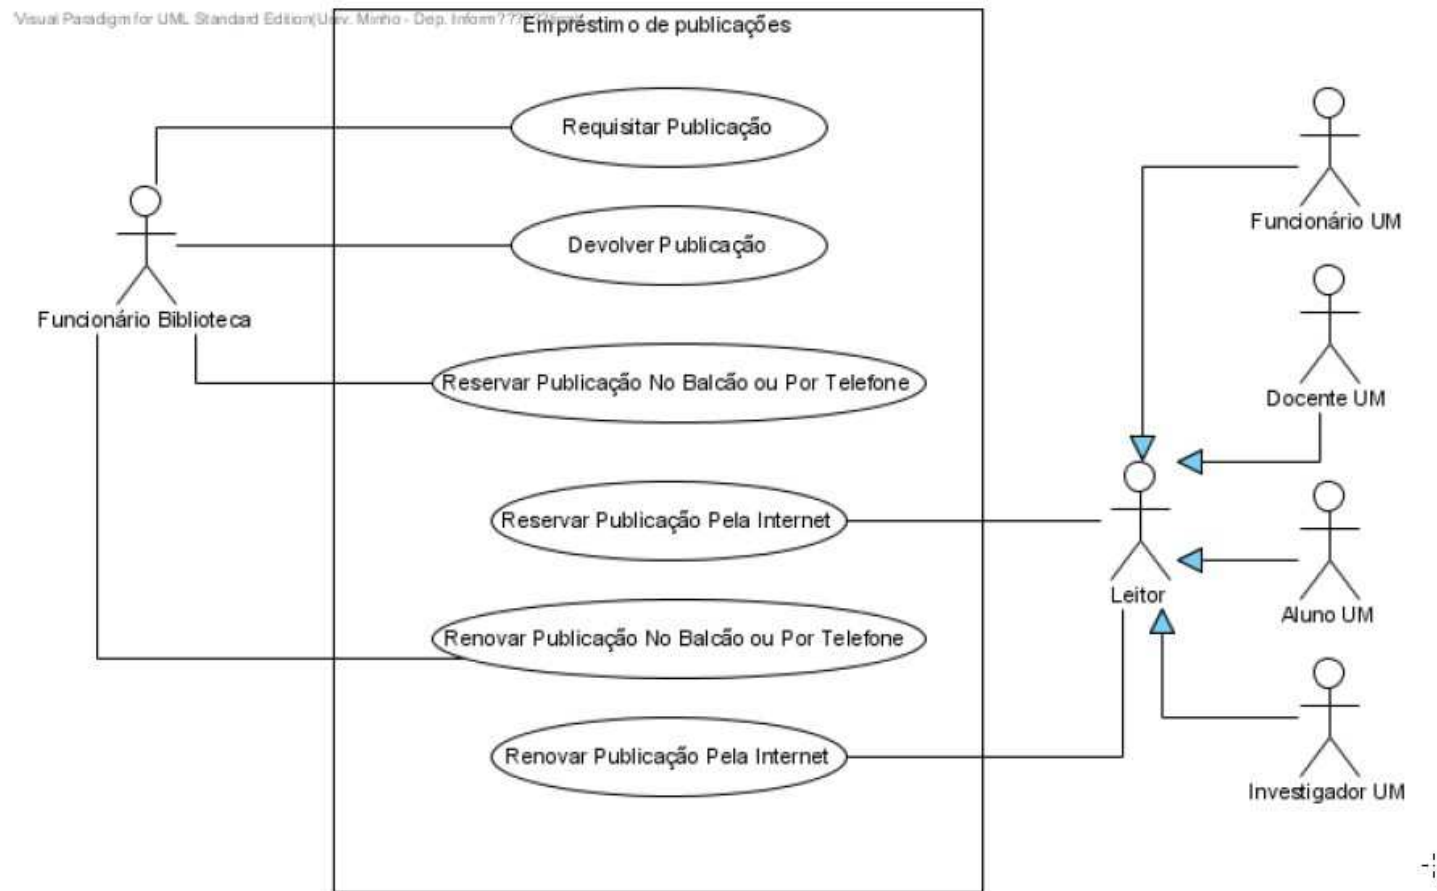 Visual Paradigm for UML Standard Edition(Univ. Minho - Dep. Inform??????
Empréstimo de publicações
Requisitar Publicação
Funcionário UM
Devolver Publicação
Funcionário Biblioteca
Reservar Publicação No Balcão ou Por Telefone
Docente UM
Reservar Publicação Pela Internet
Leitor
Aluno UM
Renovar Publicação No Balcão ou Por Telefone
Renovar Publicação Pela Internet
Investigador UM